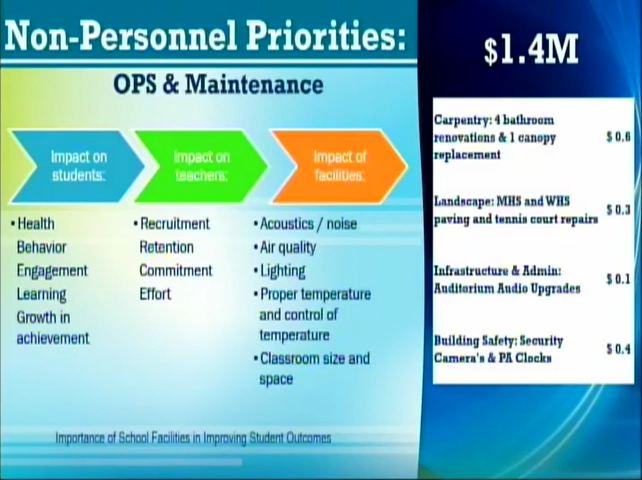 Non-Personnel Priorities:
OPS & Maintenance
Impact on
students:
Impact on
teachers:
Impact of
facilities:
• Health
Behavior
Engagement
Learning
Growth in
achievement
• Recruitment
Retention
Commitment
Effort
• Acoustics / noise
• Air quality
• Lighting
• Proper temperature
and control of
temperature
• Classroom size and
space
Importance of School Facilities in Improving Student Outcomes
$1.4M
Carpentry: 4 bathroom
renovations & 1 canopy
replacement
$ 0.6
Landscape: MHS and WHS
paving and tennis court repairs
$ 0.3
Infrastructure & Admin:
Auditorium Audio Upgrades
$ 0.1
Building Safety: Security
Camera's & PA Clocks
$ 0.4